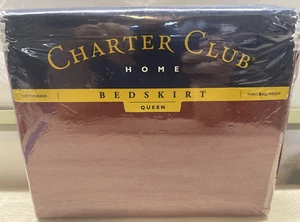 CHARTER CLUB
HOME
BEDSKIRT
QUEEN